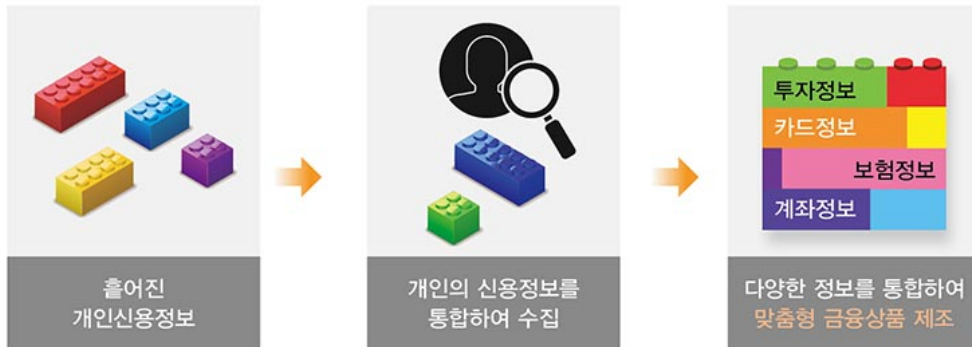 흩어진
개인신용정보
개인의 신용정보를
통합하여 수집
투자정보
카드정보
보험정보
계좌정보
다양한 정보를 통합하여
맞춤형 금융상품 제조